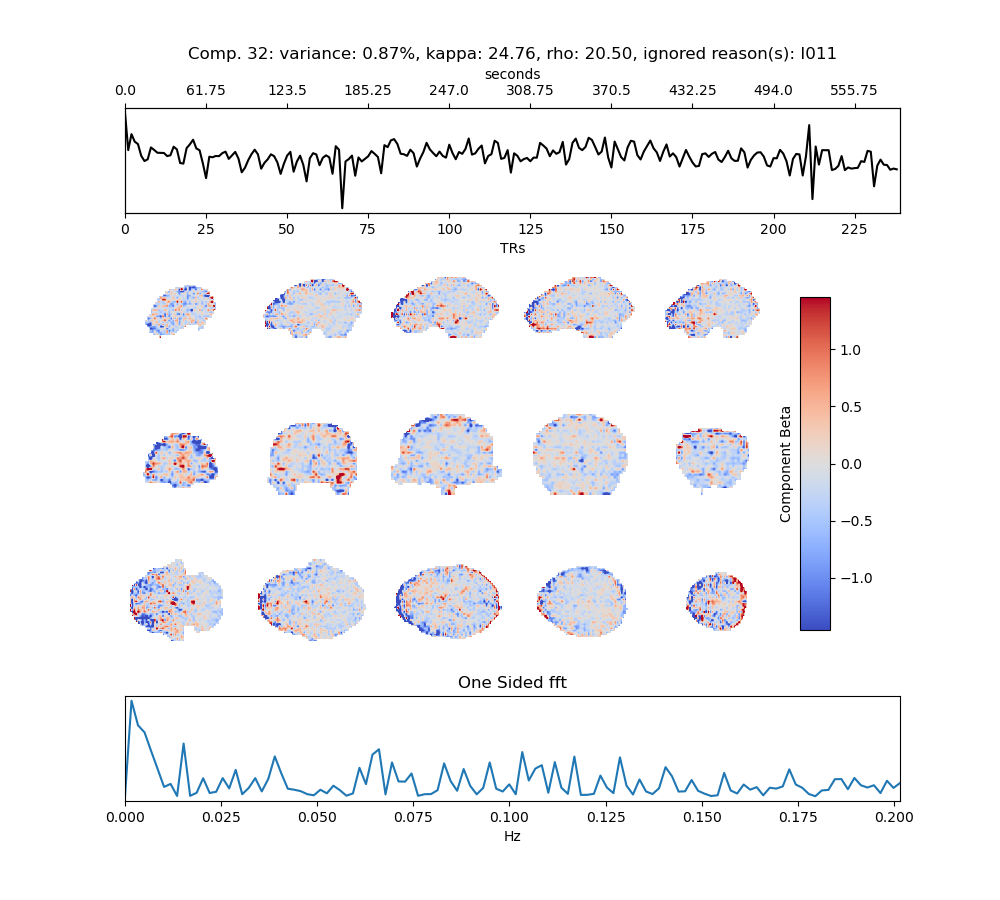 Comp. 32: variance: 0.87%, kappa: 24.76, rho: 20.50, ignored reason(s): I011
seconds
0.0 61.75 123.5 185.25 247.0 308.75 370.5 432.25 494.0 555.75
0 25 50 75 100 125 150 175 200 225
TRs
1.0
0.5
0.0
−0.5
−1.0
Component Beta
One Sided fft
0.000 0.025 0.050 0.075 0.100 0.125 0.150 0.175 0.200
Hz